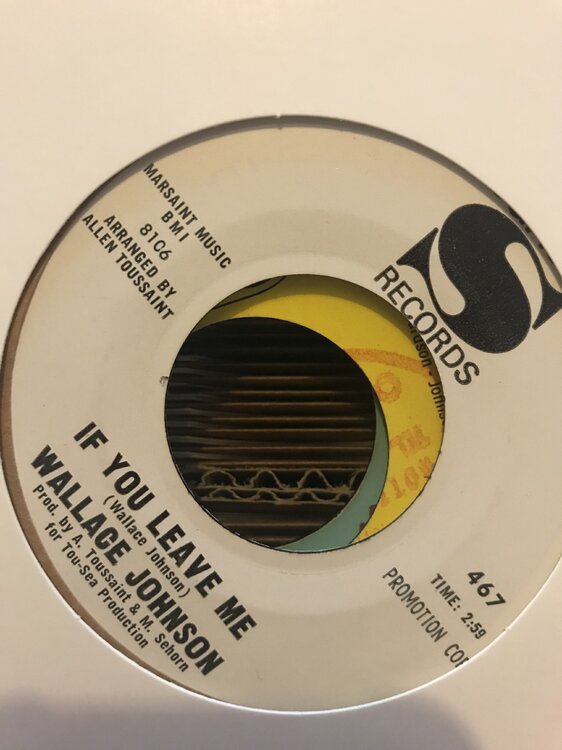 MARSAINT MUSIC
BMI
81C6
ARRANGED BY
ALLEN TOUSSAINT
S
RECORDS
IF YOU LEAVE ME
(Wallace Johnson)
WALLACE JOHNSON
Prod. by A. Toussaint & M. Sehorn
for Tou-Sea Production
467
TIME: 2:59
PROMOTION